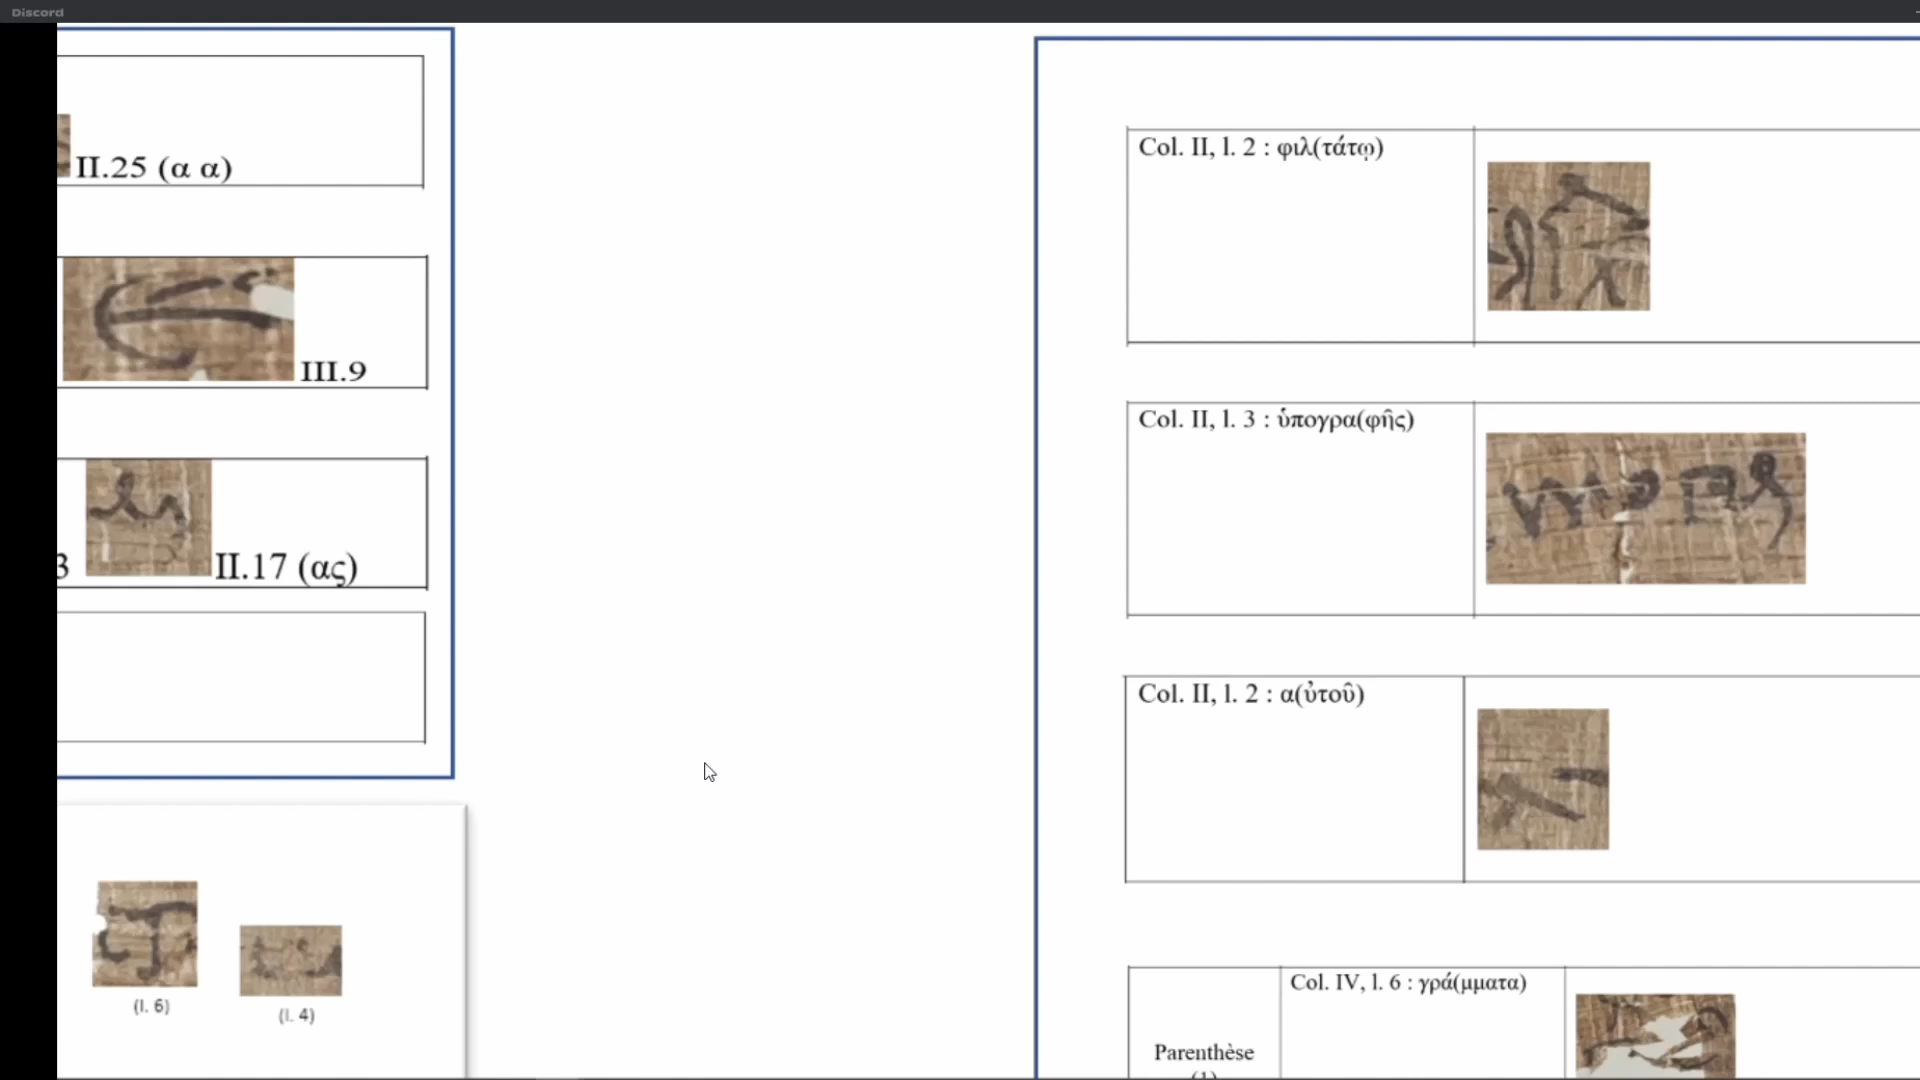 Discord
II.25 (α α)
III.9
3
II.17 (ας)
(l. 6)
(l. 4)
Col. II, l. 2 : φιλ(τάτῳ)
Col. II, l. 3 : ὑπογρα(φῆς)
Col. II, l. 2 : α(ὐτοῦ)
Col. IV, l. 6 : γρά(μματα)
Parenthèse